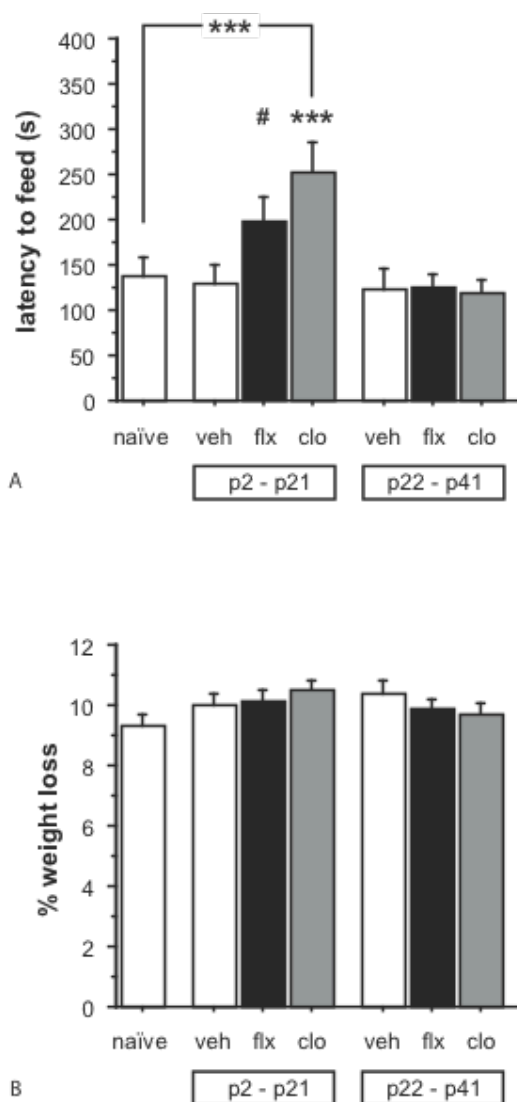 latency to feed (s)
400
350
300
250
200
150
100
50
0
***
# ***
naïve veh flx clo veh flx clo
p2 - p21 p22 - p41
A
% weight loss
12
10
8
6
4
2
0
naïve veh flx clo veh flx clo
p2 - p21 p22 - p41
B